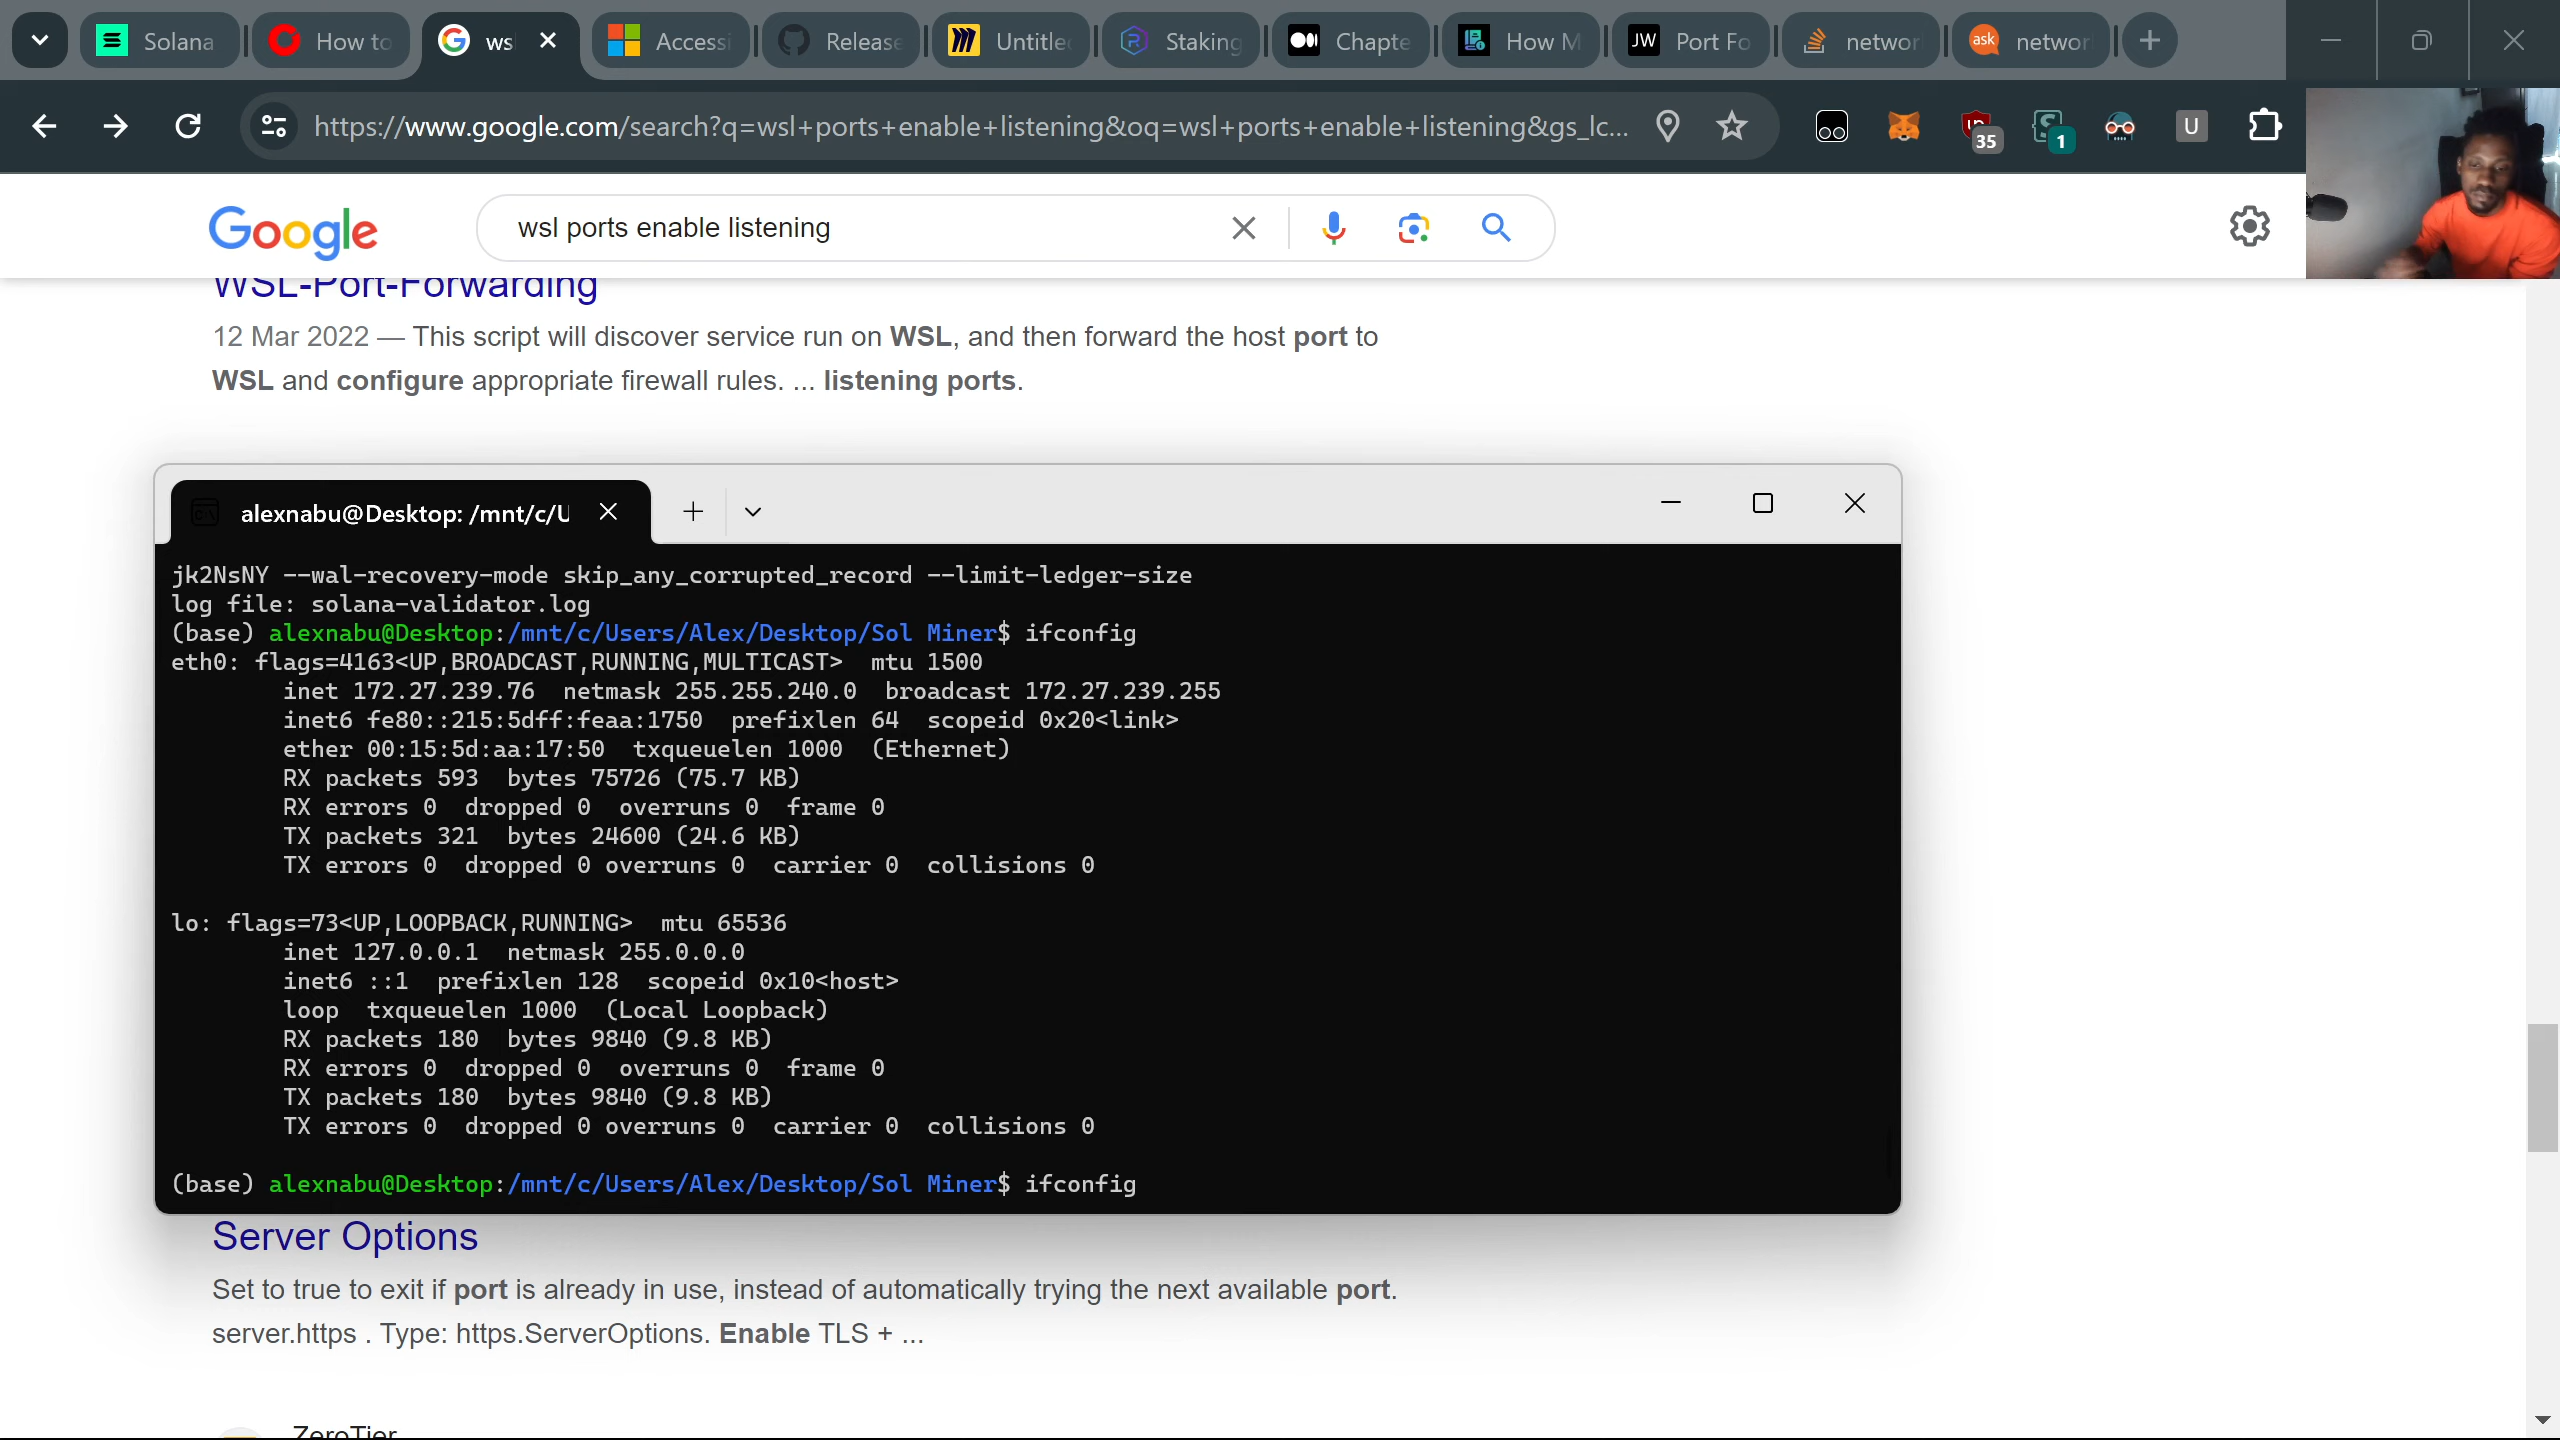 Solana
How to
ws
Accessi
Release
Untitle
Staking
Chapte
How M
JW Port Fo
networ
ask networ
https://www.google.com/search?q=wsl+ports+enable+listening&oq=wsl+ports+enable+listening&gs_lc...
35
1
U
Google
wsl ports enable listening
WSL-Port-Forwarding
12 Mar 2022 — This script will discover service run on WSL, and then forward the host port to
WSL and configure appropriate firewall rules. ... listening ports.
alexnabu@Desktop: /mnt/c/U
jk2NsNY --wal-recovery-mode skip_any_corrupted_record --limit-ledger-size
log file: solana-validator.log
(base) alexnabu@Desktop:/mnt/c/Users/Alex/Desktop/Sol Miner$ ifconfig
eth0: flags=4163<UP,BROADCAST,RUNNING,MULTICAST>  mtu 1500
inet 172.27.239.76  netmask 255.255.240.0  broadcast 172.27.239.255
inet6 fe80::215:5dff:feaa:1750  prefixlen 64  scopeid 0x20<link>
ether 00:15:5d:aa:17:50  txqueuelen 1000  (Ethernet)
RX packets 593  bytes 75726 (75.7 KB)
RX errors 0  dropped 0  overruns 0  frame 0
TX packets 321  bytes 24600 (24.6 KB)
TX errors 0  dropped 0 overruns 0  carrier 0  collisions 0
lo: flags=73<UP,LOOPBACK,RUNNING>  mtu 65536
inet 127.0.0.1  netmask 255.0.0.0
inet6 ::1  prefixlen 128  scopeid 0x10<host>
loop  txqueuelen 1000  (Local Loopback)
RX packets 180  bytes 9840 (9.8 KB)
RX errors 0  dropped 0  overruns 0  frame 0
TX packets 180  bytes 9840 (9.8 KB)
TX errors 0  dropped 0 overruns 0  carrier 0  collisions 0
(base) alexnabu@Desktop:/mnt/c/Users/Alex/Desktop/Sol Miner$ ifconfig
Server Options
Set to true to exit if port is already in use, instead of automatically trying the next available port.
server.https . Type: https.ServerOptions. Enable TLS + ...
ZeroTier